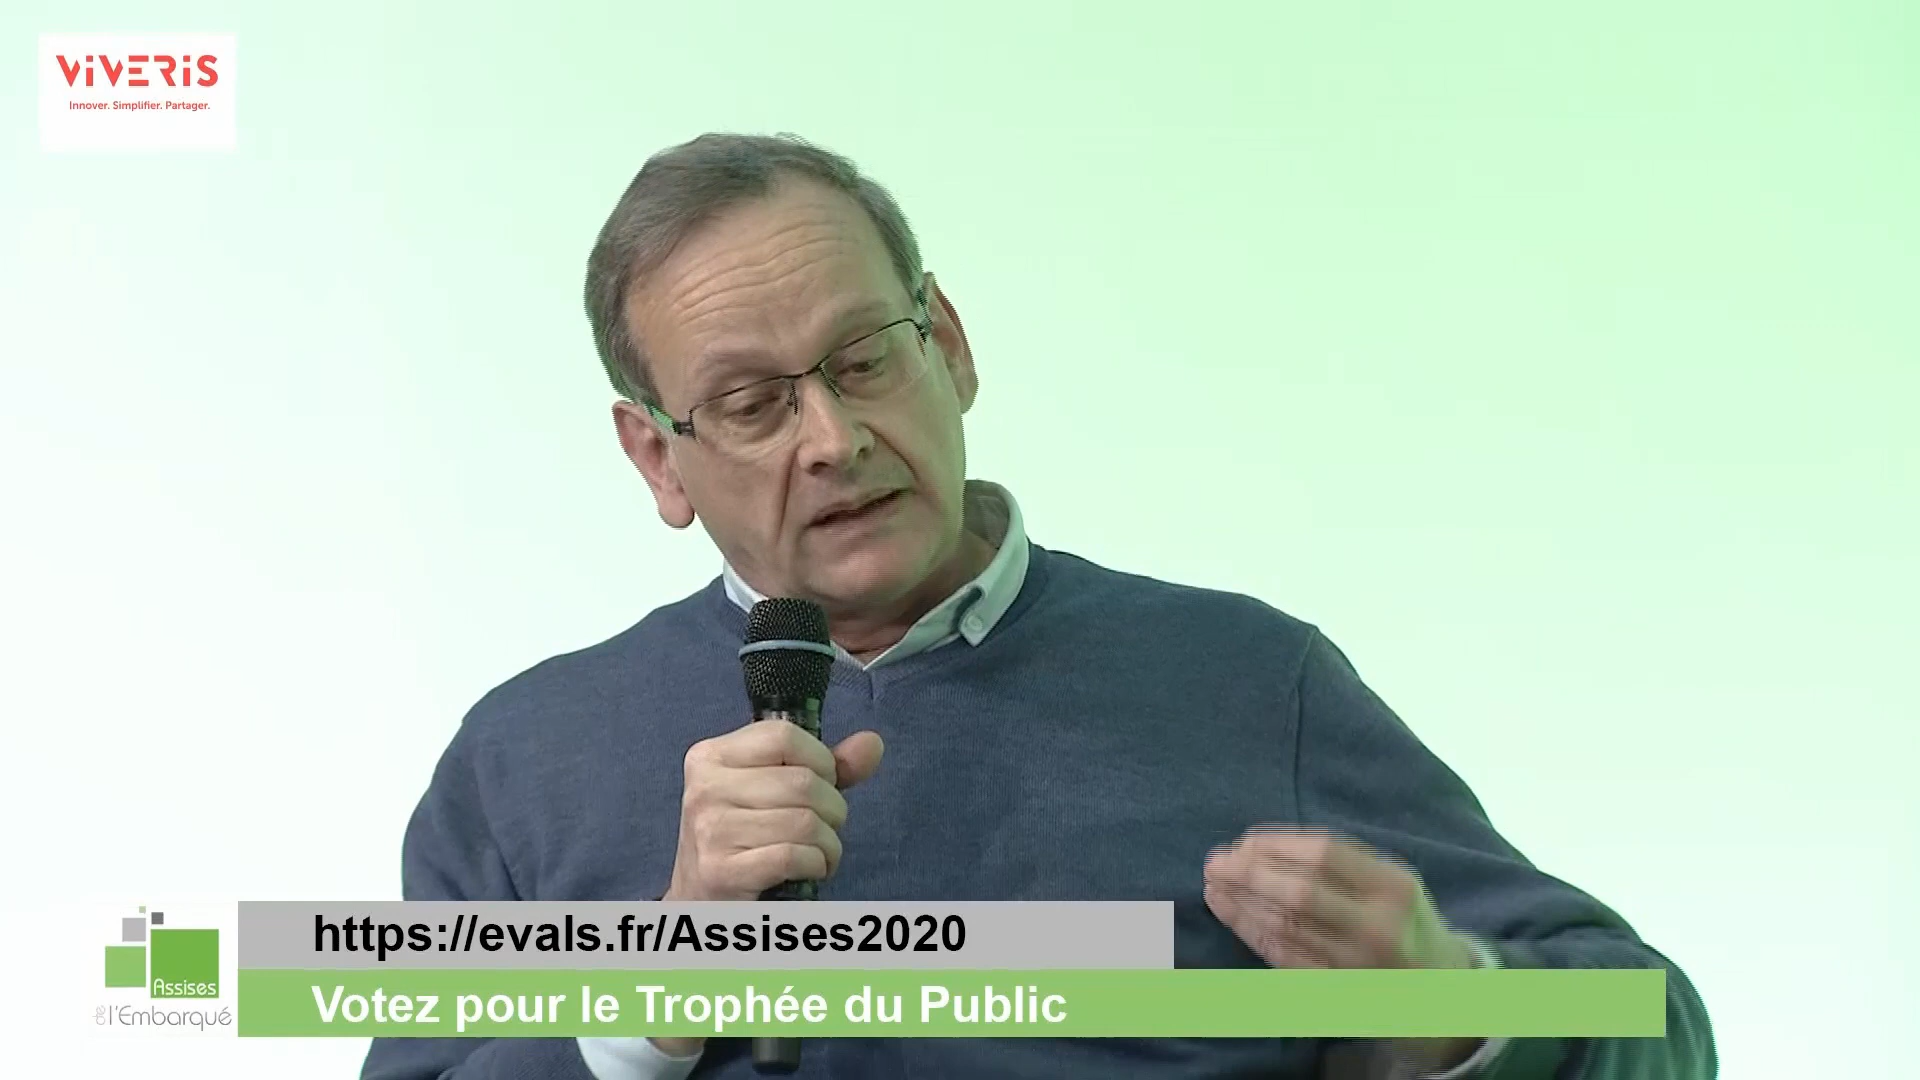 ViVERiS
Innover. Simplifier. Partager.
https://evals.fr/Assises2020
Votez pour le Trophée du Public
Assises
de l'Embarqué